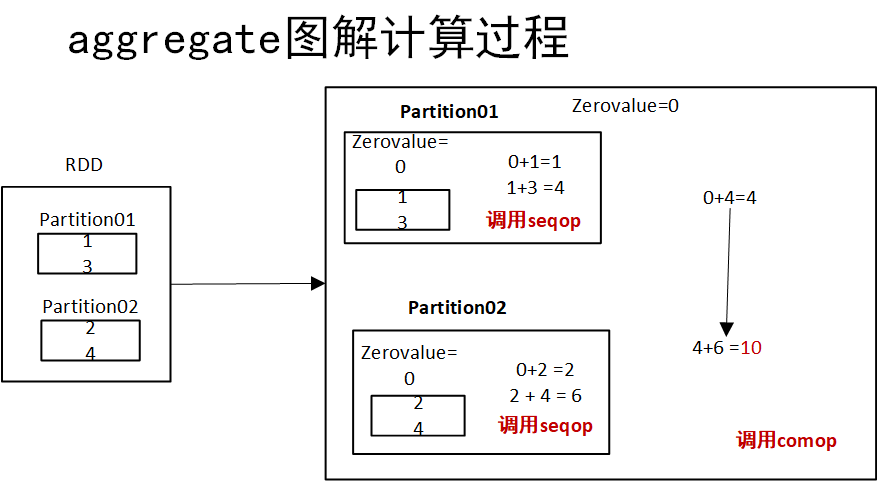 aggregate图解计算过程
RDD
Partition01
1
3
Partition02
2
4
Partition01
Zerovalue=0
Zerovalue=
0
1
3
0+1=1
1+3 =4
调用seqop
0+4=4
Partition02
Zerovalue=
0
2
4
0+2 =2
2 + 4 = 6
调用seqop
4+6 =10
调用comop